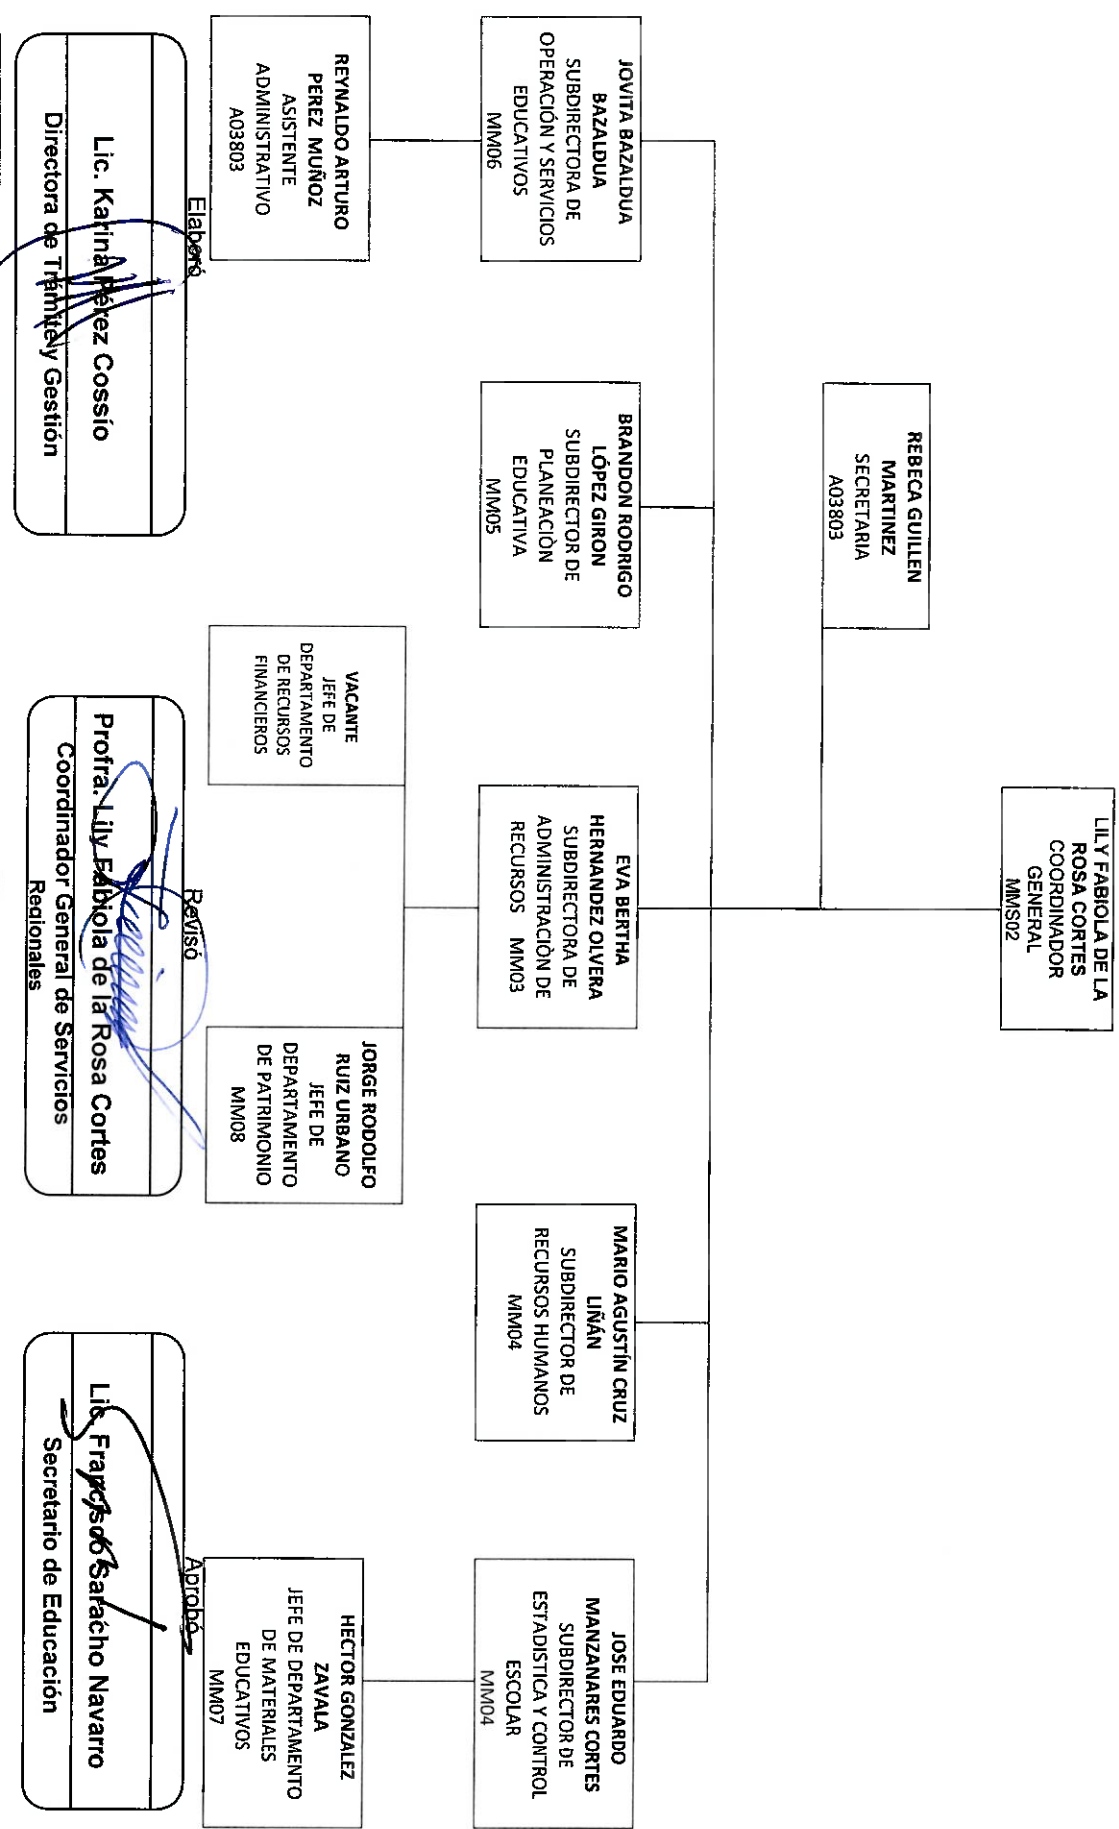 LILY FABIOLA DE LA
ROSA CORTES
COORDINADOR
GENERAL
MMS02
REBECA GUILLEN
MARTINEZ
SECRETARIA
A03803
JOVITA BAZALDUA
BAZALDUA
SUBDIRECTORA DE
OPERACIÓN Y SERVICIOS
EDUCATIVOS
MM06
BRANDON RODRIGO
LÓPEZ GIRON
SUBDIRECTOR DE
PLANEACIÒN
EDUCATIVA
MM05
EVA BERTHA
HERNANDEZ OLVERA
SUBDIRECTORA DE
ADMINISTRACIÒN DE
RECURSOS MM03
MARIO AGUSTÍN CRUZ
LIÑÁN
SUBDIRECTOR DE
RECURSOS HUMANOS
MM04
JOSE EDUARDO
MANZANARES CORTES
SUBDIRECTOR DE
ESTADISTICA Y CONTROL
ESCOLAR
MM04
REYNALDO ARTURO
PEREZ MUÑOZ
ASISTENTE
ADMINISTRATIVO
A03803
VACANTE
JEFE DE
DEPARTAMENTO
DE RECURSOS
FINANCIEROS
JORGE RODOLFO
RUIZ URBANO
JEFE DE
DEPARTAMENTO
DE PATRIMONIO
MM08
HECTOR GONZALEZ
ZAVALA
JEFE DE DEPARTAMENTO
DE MATERIALES
EDUCATIVOS
MM07
Elaboró
Lic. Karina Pérez Cossío
Directora de Trámite y Gestión
Revisó
Profra. Lily Fabiola de la Rosa Cortes
Coordinador General de Servicios
Regionales
Aprobó
Lic. Francisco Saracho Navarro
Secretario de Educación